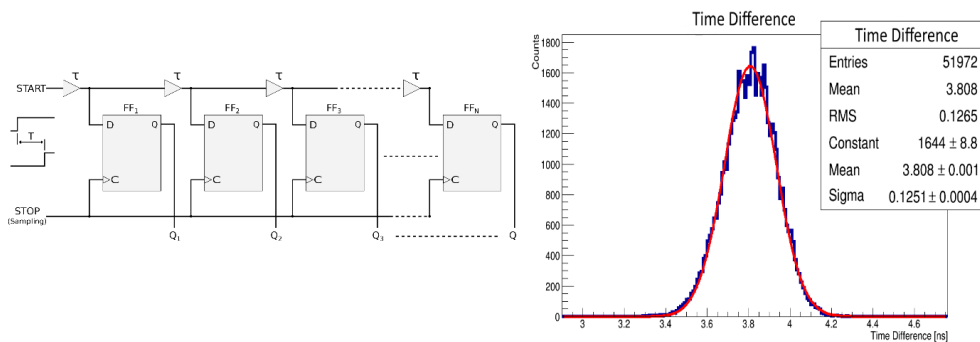 τ τ τ τ
START
FF1 FF2 FF3 FFN
D Q D Q D Q D Q
T
C C C C
STOP
(Sampling)
Q1 Q2 Q3 Q
Time Difference
Counts
1800
1600
1400
1200
1000
800
600
400
200
0
3 3.2 3.4 3.6 3.8 4 4.2 4.4 4.6
Time Difference [ns]
Time Difference
Entries 51972
Mean 3.808
RMS 0.1265
Constant 1644 ± 8.8
Mean 3.808 ± 0.001
Sigma 0.1251 ± 0.0004